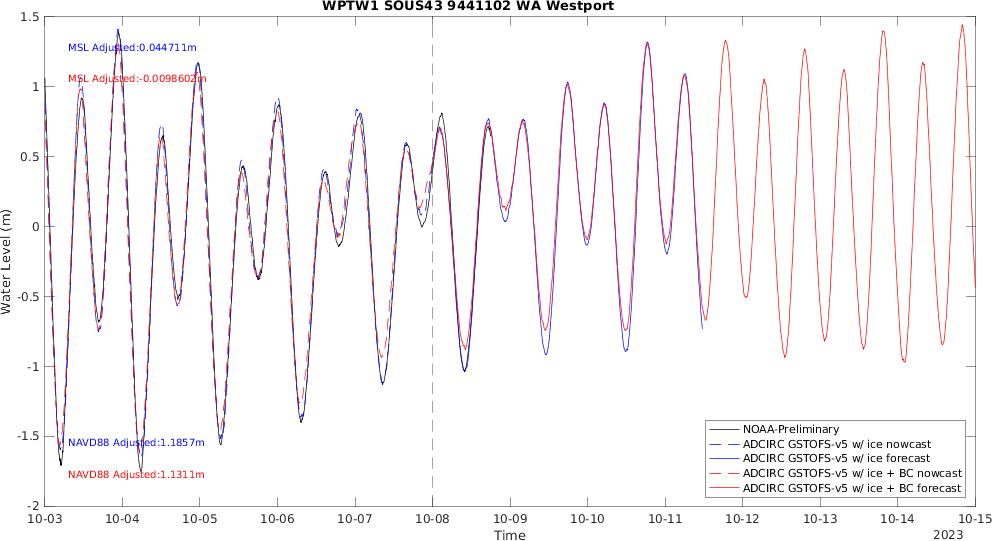 WPTW1 SOUS43 9441102 WA Westport
1.5
1
0.5
0
-0.5
-1
-1.5
-2
Water Level (m)
MSL Adjusted:0.044711m
MSL Adjusted:-0.0098602m
NAVD88 Adjusted:1.1857m
NAVD88 Adjusted:1.1311m
NOAA-Preliminary
ADCIRC GSTOFS-v5 w/ ice nowcast
ADCIRC GSTOFS-v5 w/ ice forecast
ADCIRC GSTOFS-v5 w/ ice + BC nowcast
ADCIRC GSTOFS-v5 w/ ice + BC forecast
10-03 10-04 10-05 10-06 10-07 10-08 10-09 10-10 10-11 10-12 10-13 10-14 10-15
Time
2023